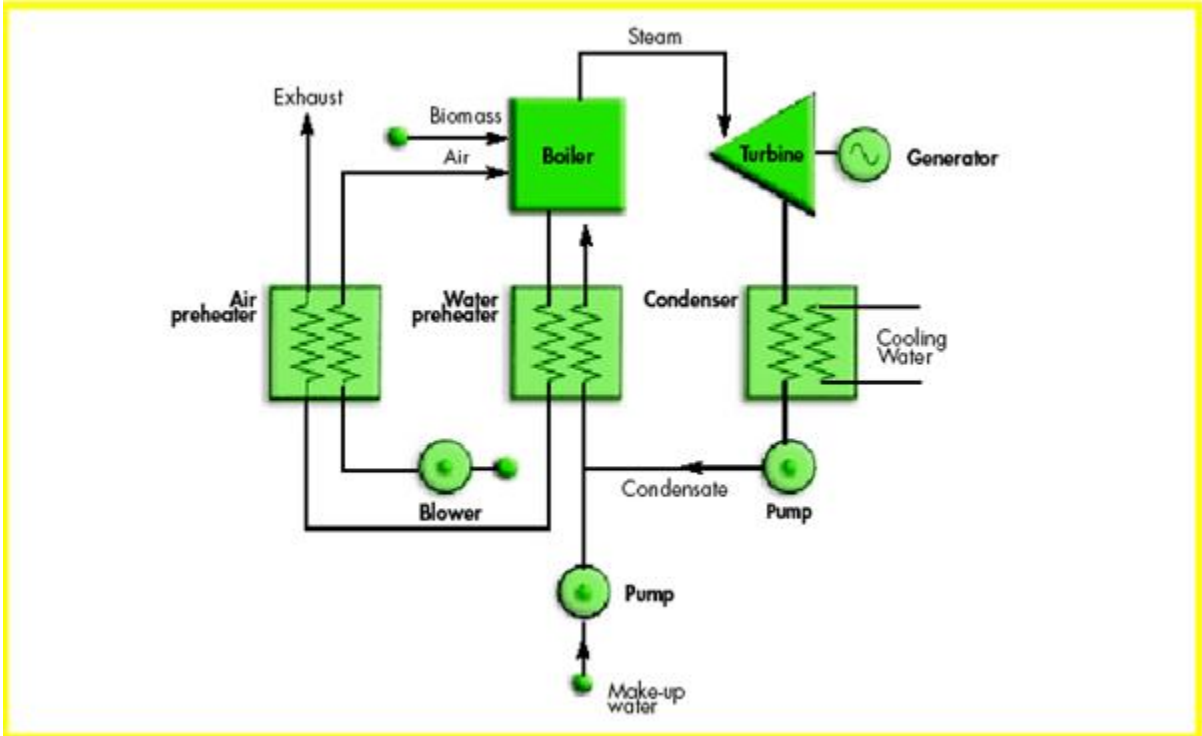 Steam
Exhaust
Biomass
Boiler
Turbine
Generator
Air
Air
preheater
Water
preheater
Condenser
Cooling
Water
Blower
Condensate
Pump
Pump
Make-up
water